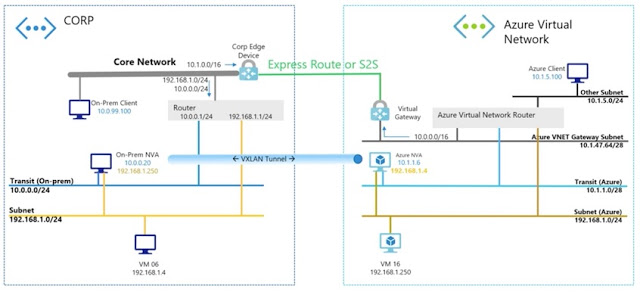 CORP
Azure Virtual
Network
Core Network
10.1.0.0/16
Corp Edge
Device
Express Route or S2S
192.168.1.0/24
10.0.0.0/24
On-Prem Client
10.0.99.100
Router
10.0.0.1/24
192.168.1.1/24
Azure Client
10.1.5.100
Other Subnet
10.1.5.0/24
Virtual
Gateway
Azure Virtual Network Router
10.0.0.0/16
Azure VNET Gateway Subnet
10.1.47.64/28
On-Prem NVA
10.0.0.20
192.168.1.250
VXLAN Tunnel
Azure NVA
10.1.1.6
192.168.1.4
Transit (On-prem)
10.0.0.0/24
Transit (Azure)
10.1.1.0/28
Subnet
192.168.1.0/24
Subnet (Azure)
192.168.1.0/24
VM 06
192.168.1.4
VM 16
192.168.1.250